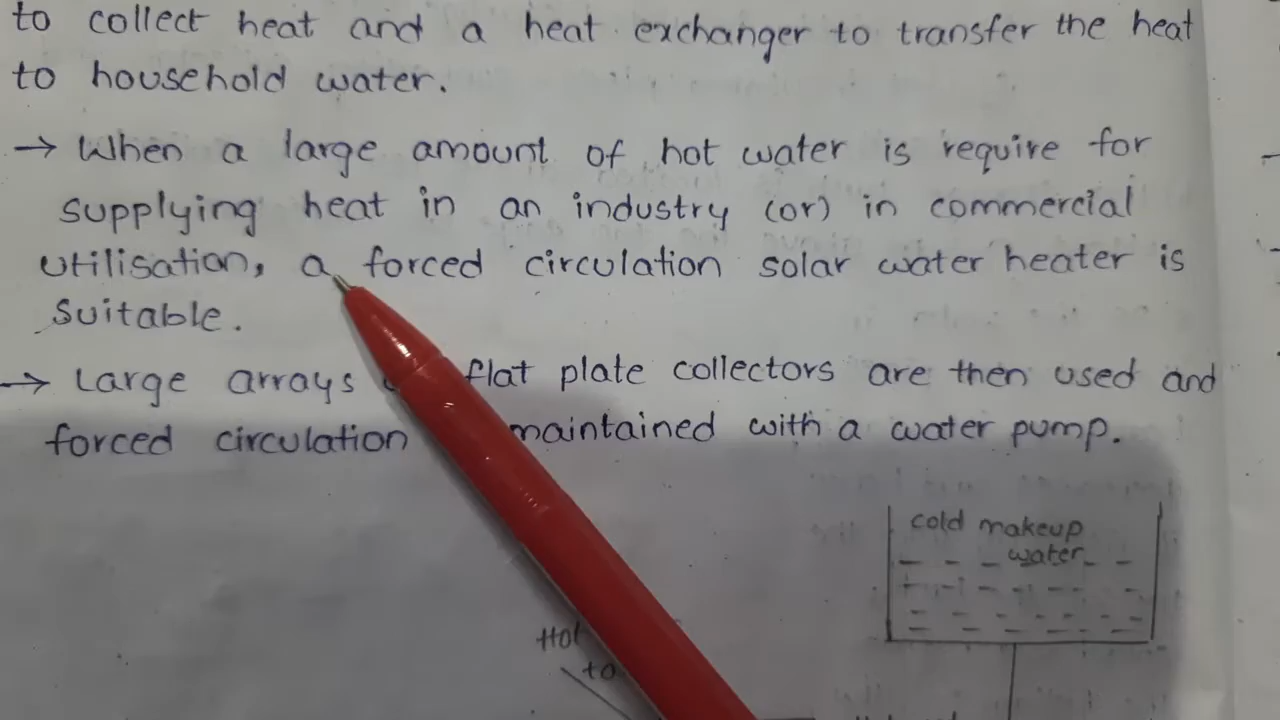 to collect heat and a heat exchanger to transfer the heat
to household water.
→ When a large amount of hot water is require for
supplying heat in an industry (or) in commercial
utilisation, a forced circulation solar water heater is
suitable.
→ Large arrays flat plate collectors are then used and
forced circulation maintained with a water pump.
cold makeup
water
Hot
to